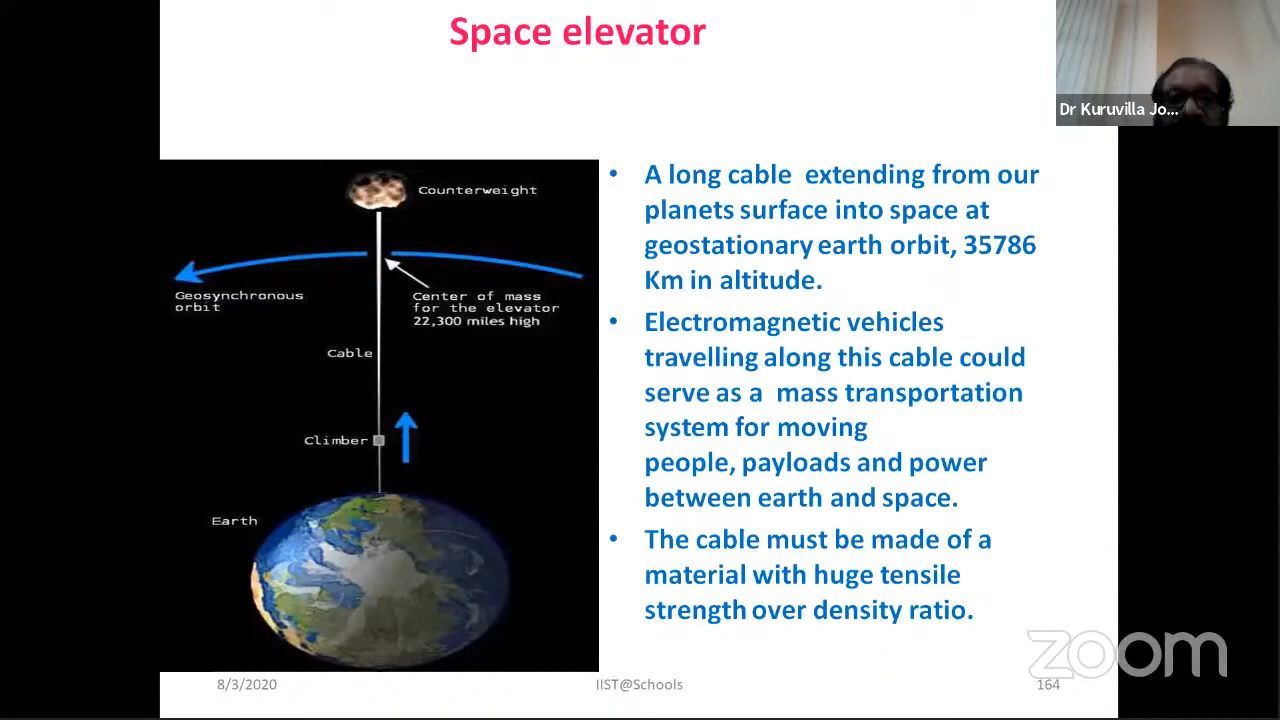 Space elevator
Dr Kuruvilla Jo...
Counterweight
Geosynchronous
orbit
Center of mass
for the elevator
22,300 miles high
Cable
Climber
Earth
• A long cable extending from our
planets surface into space at
geostationary earth orbit, 35786
Km in altitude.
• Electromagnetic vehicles
travelling along this cable could
serve as a mass transportation
system for moving
people, payloads and power
between earth and space.
• The cable must be made of a
material with huge tensile
strength over density ratio.
zoom
8/3/2020
IIST@Schools
164